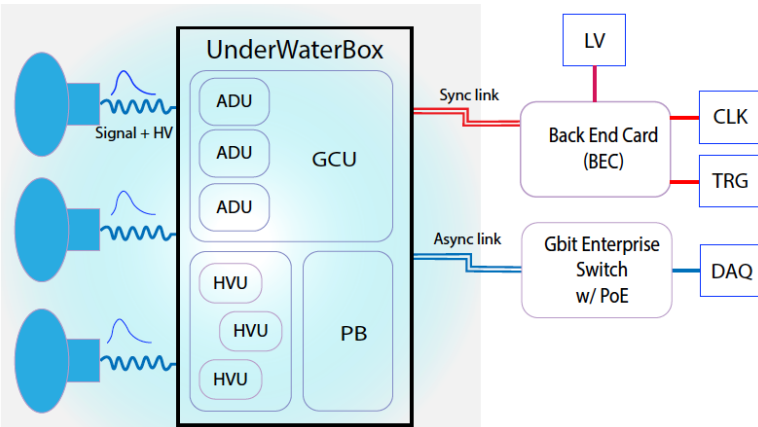 UnderWaterBox
Signal + HV
ADU
ADU
ADU
GCU
HVU
HVU
HVU
PB
Sync link
Async link
LV
Back End Card
(BEC)
CLK
TRG
Gbit Enterprise
Switch
w/ PoE
DAQ